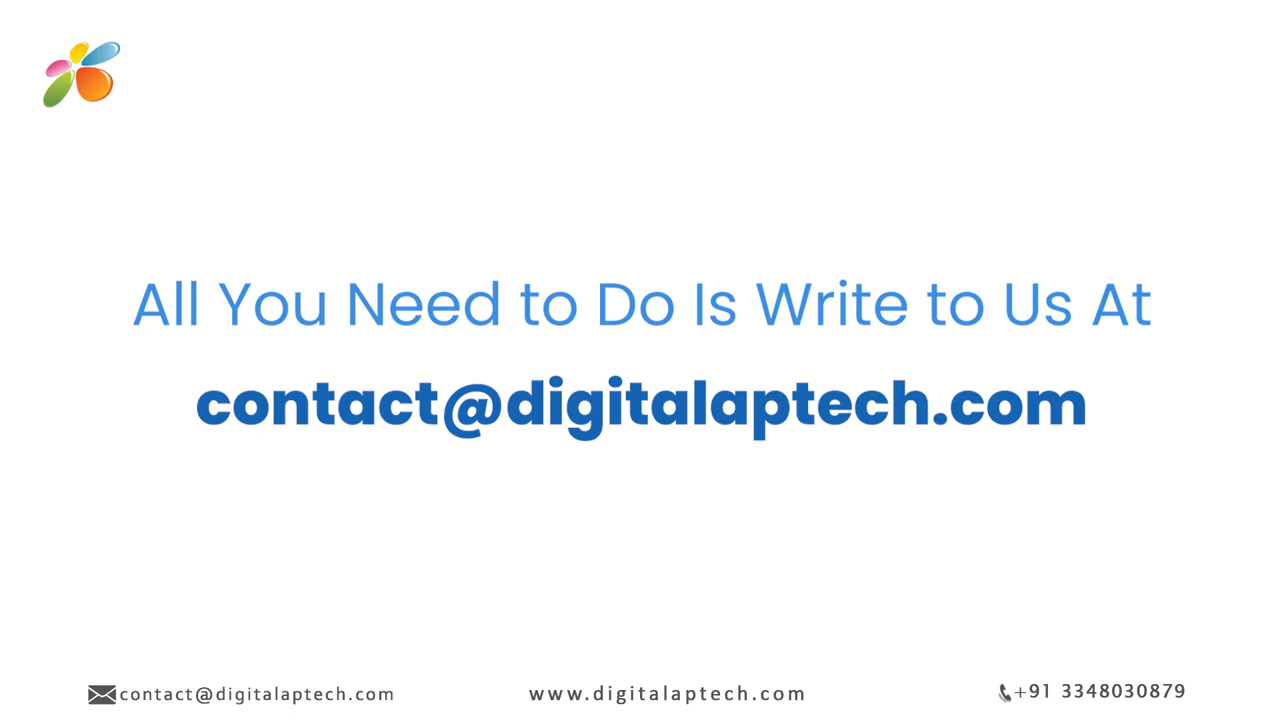 All You Need to Do Is Write to Us At
contact@digitalaptech.com
contact@digitalaptech.com
www.digitalaptech.com
+91 3348030879